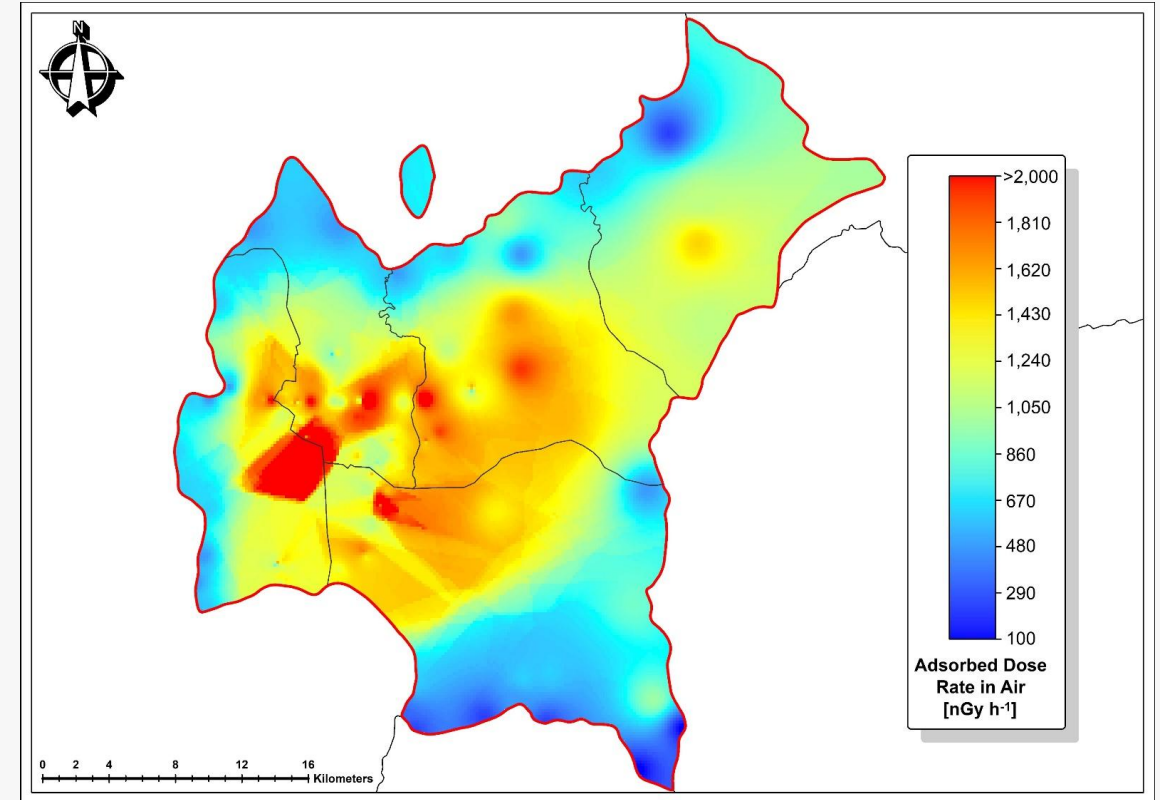 N
>2,000
1,810
1,620
1,430
1,240
1,050
860
670
480
290
100
Adsorbed Dose
Rate in Air
[nGy h⁻¹]
0 2 4 8 12 16
Kilometers